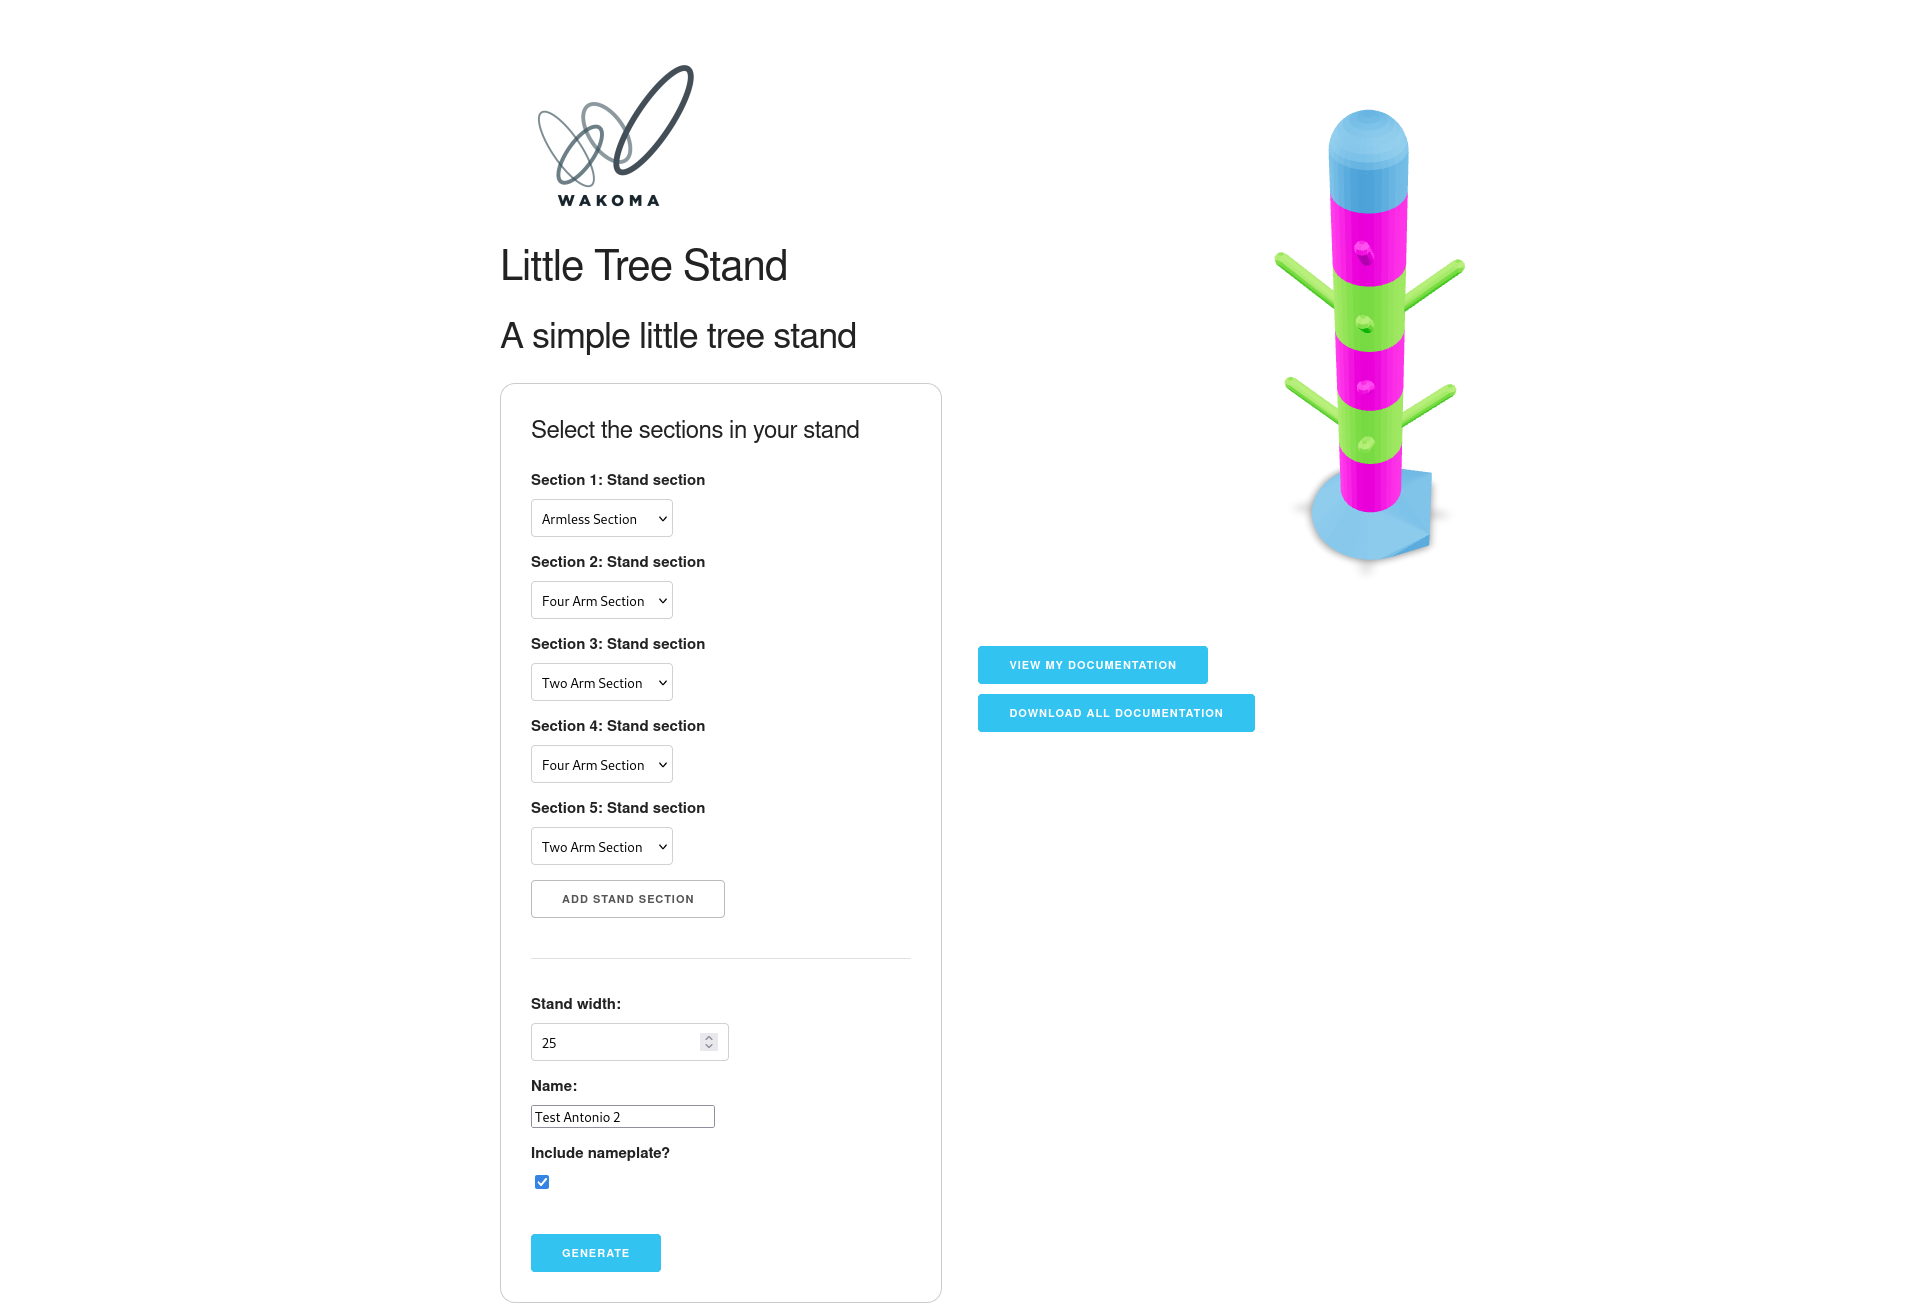 WAKOMA
Little Tree Stand
A simple little tree stand
Select the sections in your stand
Section 1: Stand section
Armless Section
Section 2: Stand section
Four Arm Section
Section 3: Stand section
Two Arm Section
Section 4: Stand section
Four Arm Section
Section 5: Stand section
Two Arm Section
ADD STAND SECTION
Stand width:
25
Name:
Test Antonio 2
Include nameplate?
GENERATE
VIEW MY DOCUMENTATION
DOWNLOAD ALL DOCUMENTATION